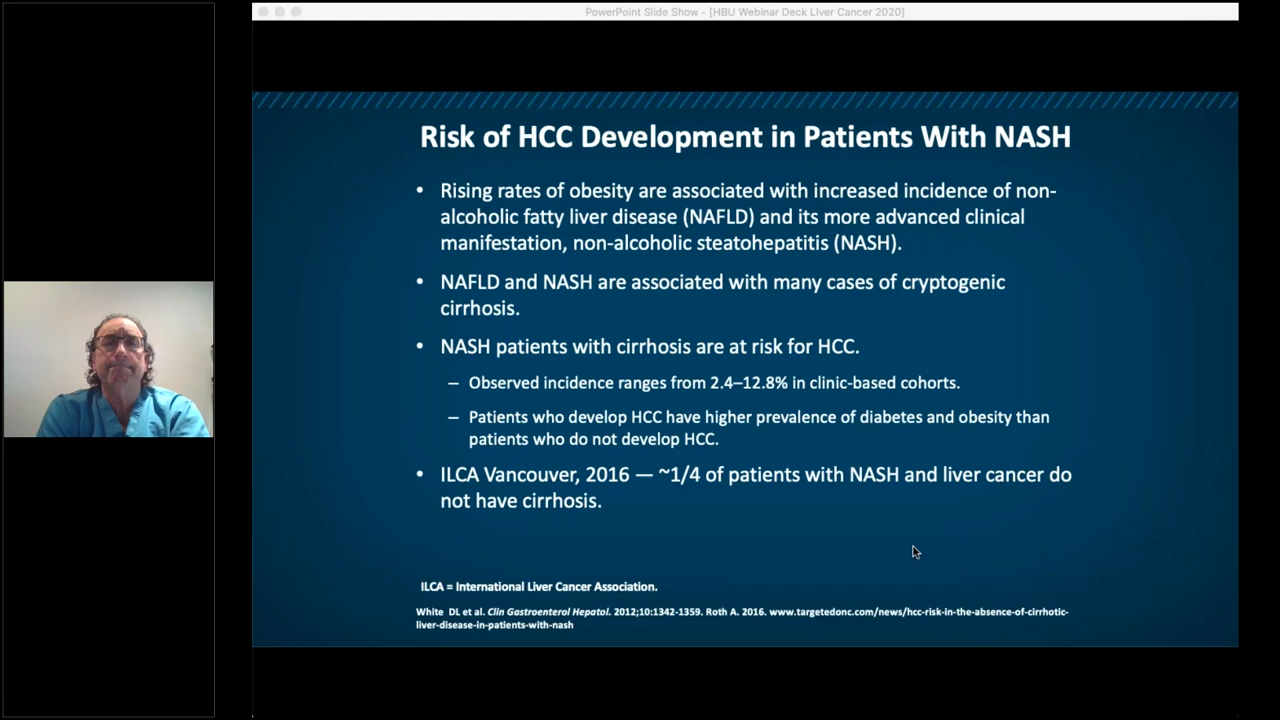 PowerPoint Slide Show - [HBU Webinar Deck LIver Cancer 2020]
Risk of HCC Development in Patients With NASH
• Rising rates of obesity are associated with increased incidence of non-
alcoholic fatty liver disease (NAFLD) and its more advanced clinical
manifestation, non-alcoholic steatohepatitis (NASH).
• NAFLD and NASH are associated with many cases of cryptogenic
cirrhosis.
• NASH patients with cirrhosis are at risk for HCC.
– Observed incidence ranges from 2.4–12.8% in clinic-based cohorts.
– Patients who develop HCC have higher prevalence of diabetes and obesity than
patients who do not develop HCC.
• ILCA Vancouver, 2016 — ~1/4 of patients with NASH and liver cancer do
not have cirrhosis.
ILCA = International Liver Cancer Association.
White DL et al. Clin Gastroenterol Hepatol. 2012;10:1342-1359. Roth A. 2016. www.targetedonc.com/news/hcc-risk-in-the-absence-of-cirrhotic-
liver-disease-in-patients-with-nash